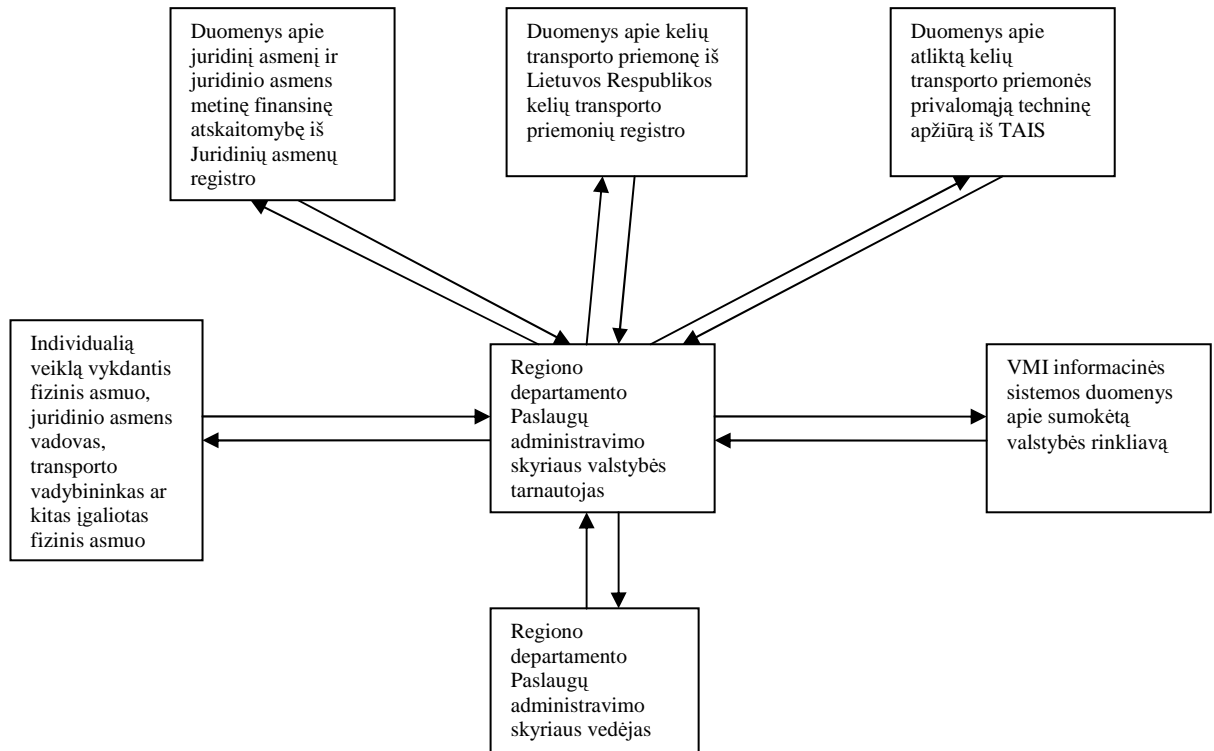 Duomenys apie
juridinį asmenį ir
juridinio asmens
metinę finansinę
atskaitomybę iš
Juridinių asmenų
registro
Duomenys apie kelių
transporto priemonę iš
Lietuvos Respublikos
kelių transporto
priemonių registro
Duomenys apie
atliktą kelių
transporto priemonės
privalomąją techninę
apžiūrą iš TAIS
Individualią
veiklą vykdantis
fizinis asmuo,
juridinio asmens
vadovas,
transporto
vadybininkas ar
kitas įgaliotas
fizinis asmuo
Regiono
departamento
Paslaugų
administravimo
skyriaus valstybės
tarnautojas
VMI informacinės
sistemos duomenys
apie sumokėtą
valstybės rinkliavą
Regiono
departamento
Paslaugų
administravimo
skyriaus vedėjas